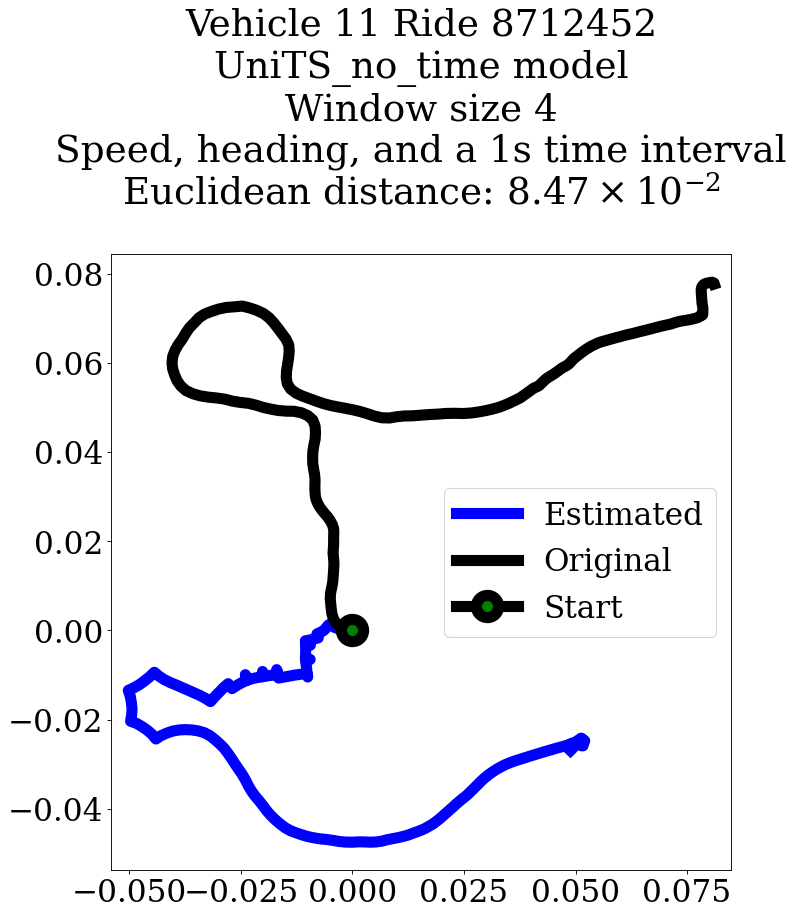 Vehicle 11 Ride 8712452
UniTS_no_time model
Window size 4
Speed, heading, and a 1s time interval
Euclidean distance: 8.47 × 10⁻²
0.08
0.06
0.04
0.02
0.00
−0.02
−0.04
Estimated
Original
Start
−0.050 −0.025 0.000 0.025 0.050 0.075